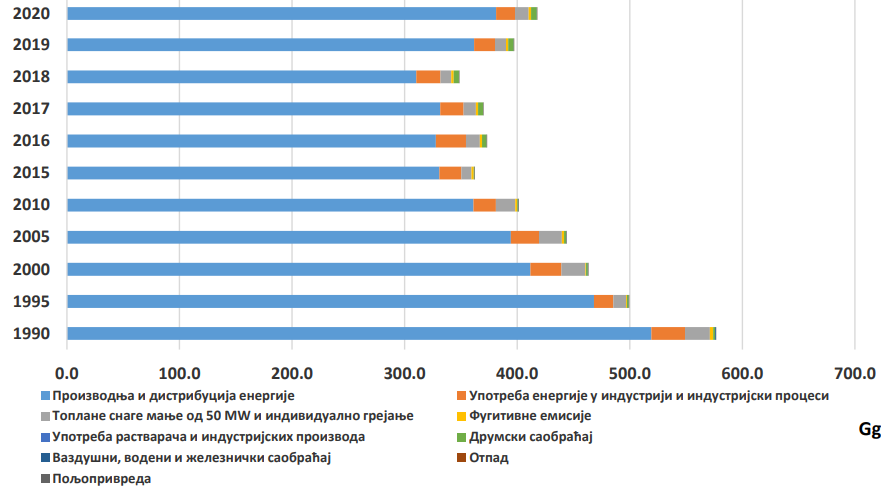 2020
2019
2018
2017
2016
2015
2010
2005
2000
1995
1990
0.0 100.0 200.0 300.0 400.0 500.0 600.0 700.0
Производња и дистрибуција енергије
Употреба енергије у индустрији и индустријски процеси
Топлане снаге мање од 50 MW и индивидуално грејање
Фугитивне емисије
Употреба растварача и индустријских производа
Друмски саобраћај
Ваздушни, водени и железнички саобраћај
Отпад
Пољопривреда
Gg